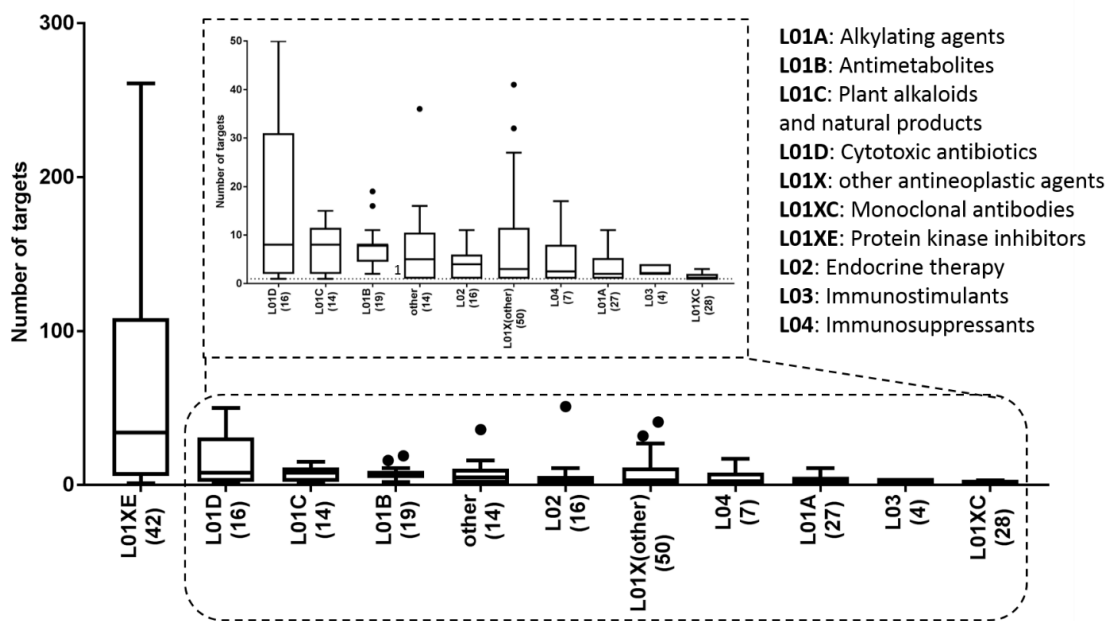 300
200
100
0
Number of targets
50
40
30
20
10
0
1
Number of targets
L01D
(16)
L01C
(14)
L01B
(19)
other
(14)
L02
(16)
L01X(other)
(50)
L04
(7)
L01A
(27)
L03
(4)
L01XC
(28)
L01A: Alkylating agents
L01B: Antimetabolites
L01C: Plant alkaloids
and natural products
L01D: Cytotoxic antibiotics
L01X: other antineoplastic agents
L01XC: Monoclonal antibodies
L01XE: Protein kinase inhibitors
L02: Endocrine therapy
L03: Immunostimulants
L04: Immunosuppressants
L01XE
(42)
L01D
(16)
L01C
(14)
L01B
(19)
other
(14)
L02
(16)
L01X(other)
(50)
L04
(7)
L01A
(27)
L03
(4)
L01XC
(28)